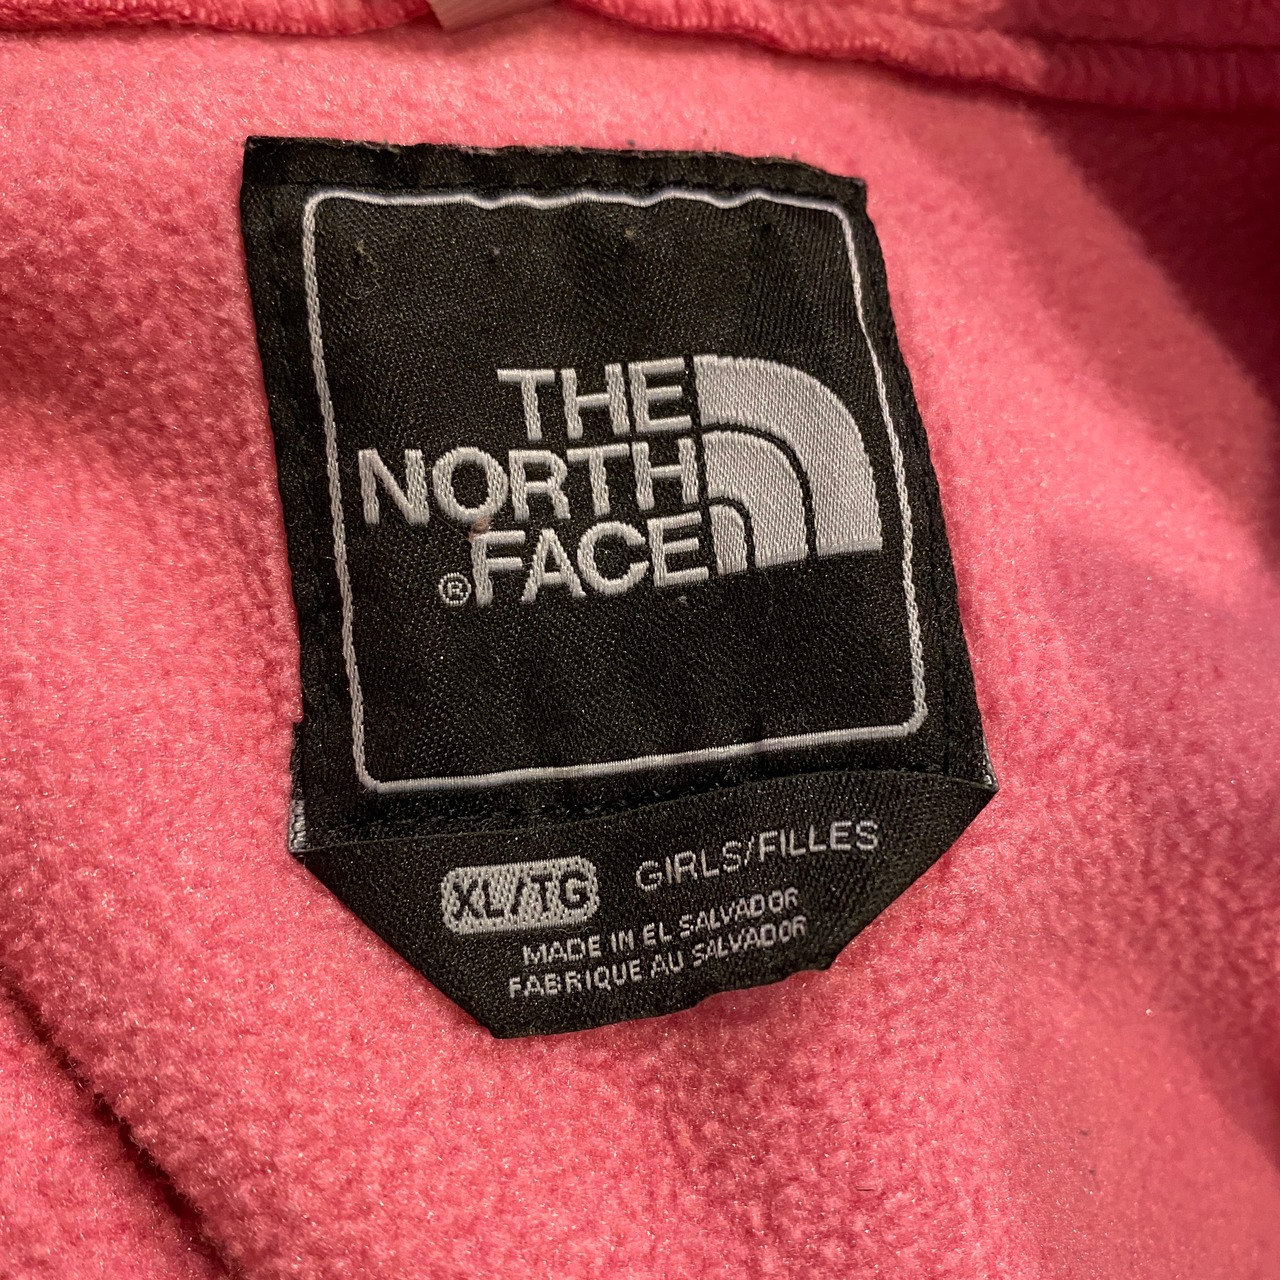 THE
NORTH
®FACE
XL/TG GIRLS/FILLES
MADE IN EL SALVADOR
FABRIQUE AU SALVADOR